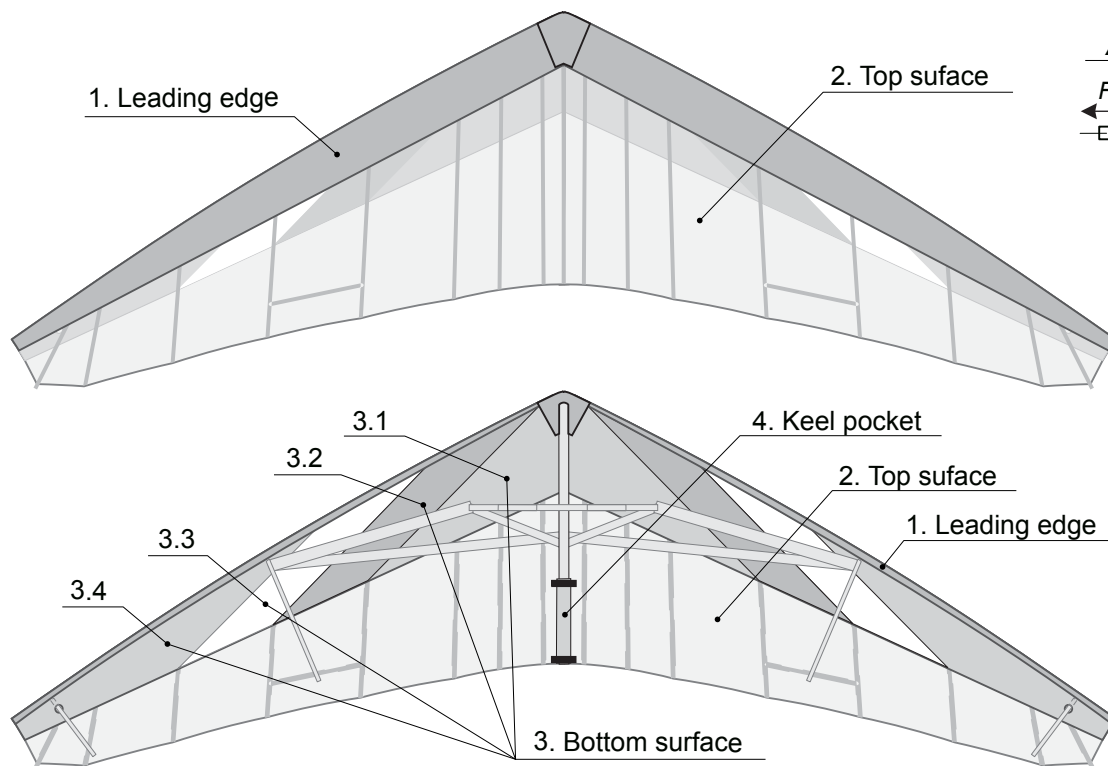 1. Leading edge
2. Top suface
3.1
3.2
3.3
3.4
4. Keel pocket
2. Top suface
1. Leading edge
3. Bottom surface